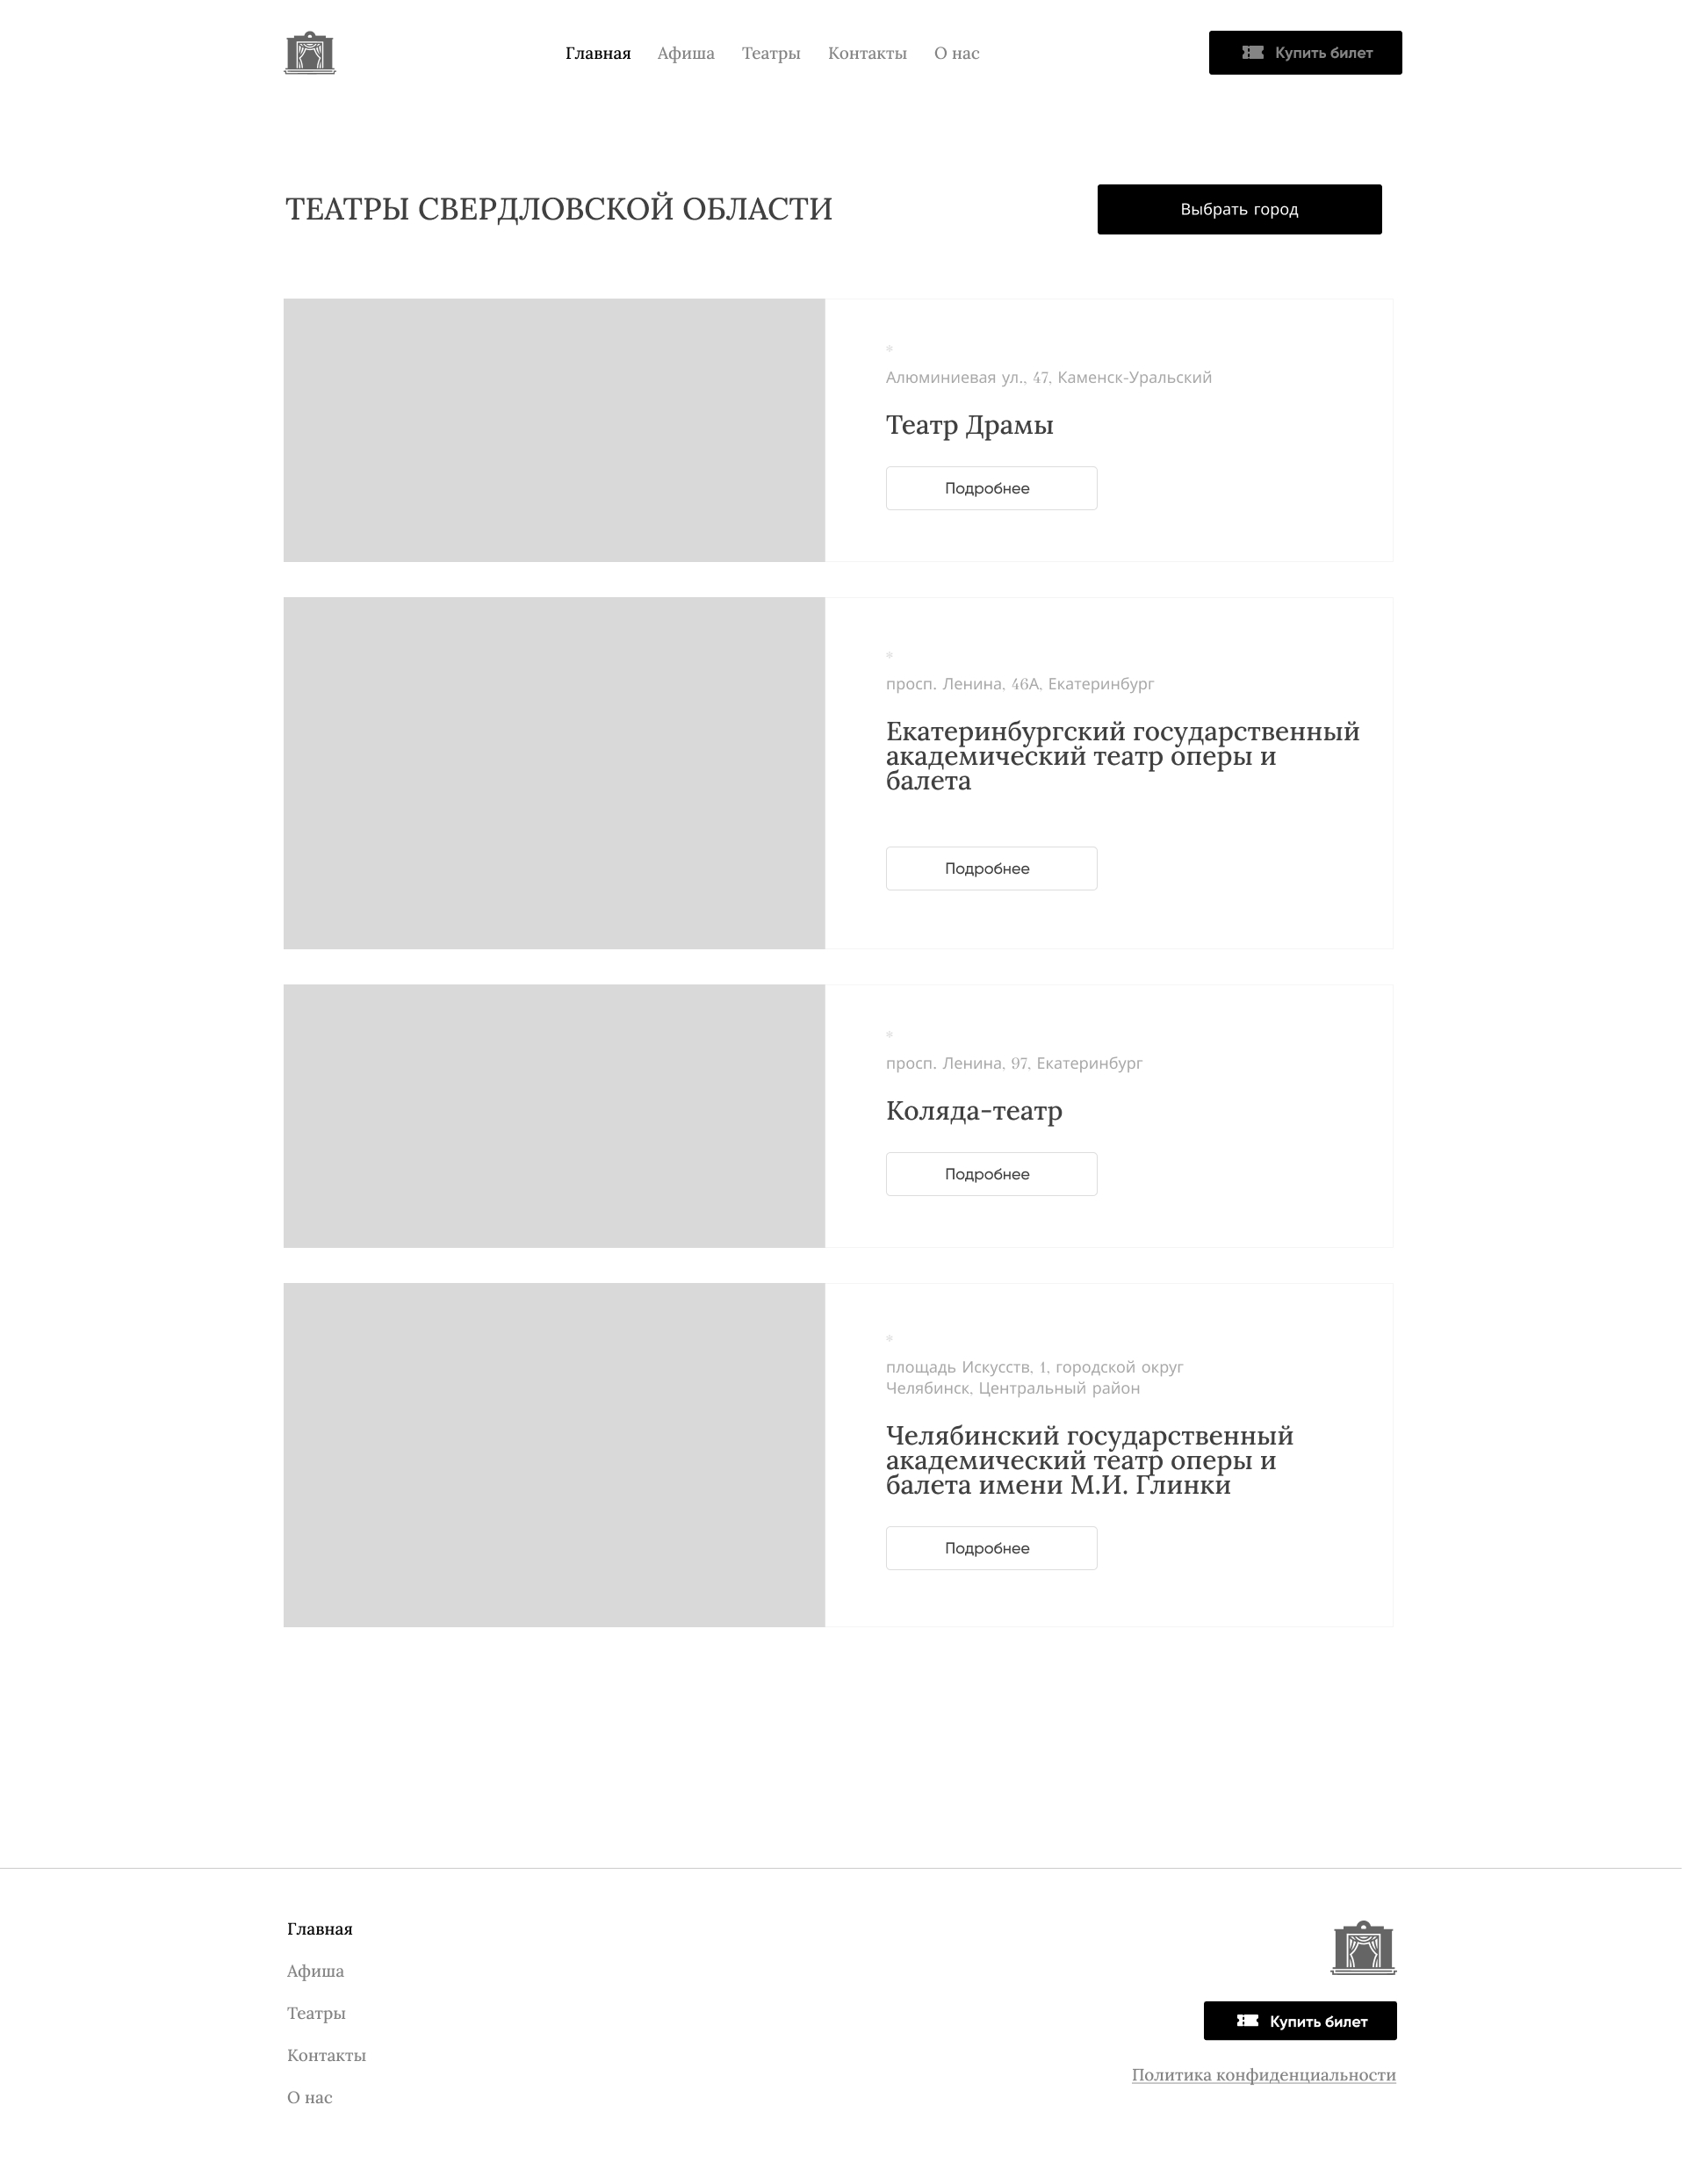 Главная Афиша Театры Контакты О нас Купить билет
ТЕАТРЫ СВЕРДЛОВСКОЙ ОБЛАСТИ
Выбрать город
*
Алюминиевая ул., 47, Каменск-Уральский
Театр Драмы
Подробнее
*
просп. Ленина, 46А, Екатеринбург
Екатеринбургский государственный
академический театр оперы и
балета
Подробнее
*
просп. Ленина, 97, Екатеринбург
Коляда-театр
Подробнее
*
площадь Искусств, 1, городской округ
Челябинск, Центральный район
Челябинский государственный
академический театр оперы и
балета имени М.И. Глинки
Подробнее
Главная
Афиша
Театры
Контакты
О нас
Купить билет
Политика конфиденциальности